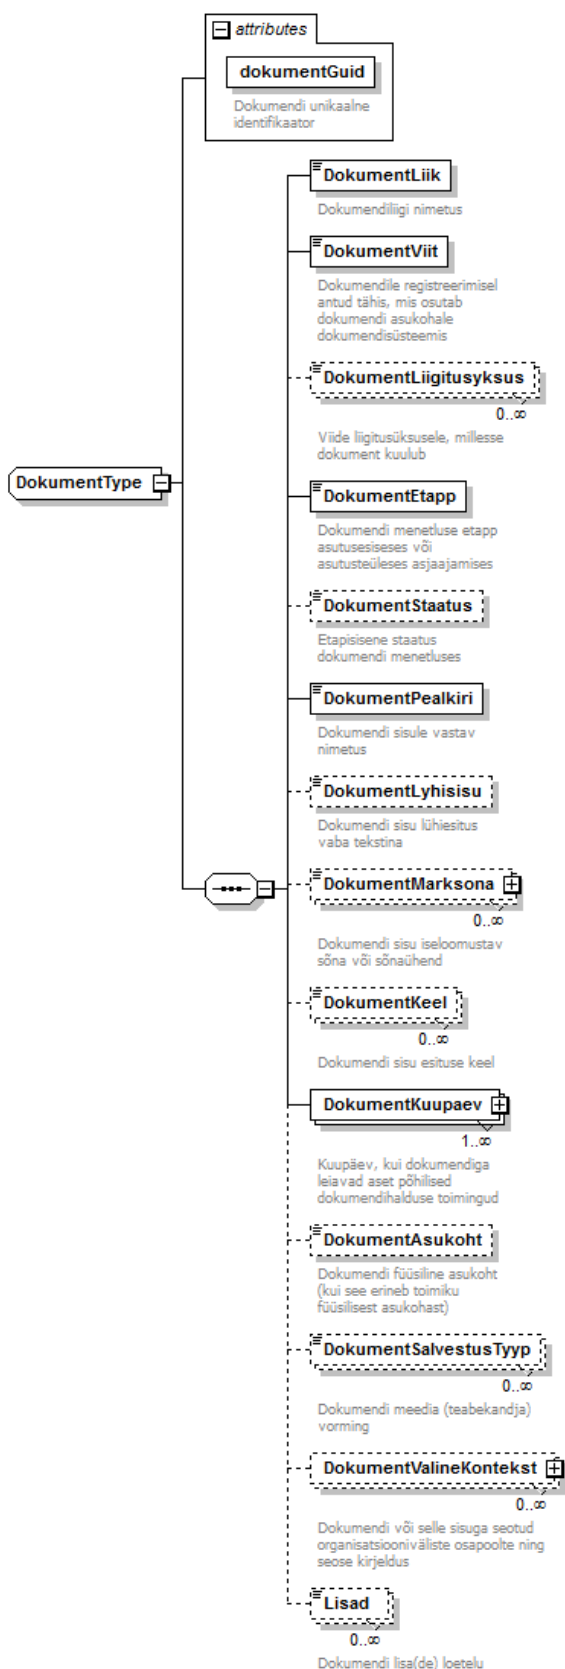 attributes
dokumentGuid
Dokumendi unikaalne
identifikaator
DokumentLiik
Dokumendiliigi nimetus
DokumentViit
Dokumendile registreerimisel
antud tähis, mis osutab
dokumendi asukohale
dokumendisüsteemis
DokumentLiigitusyksus
0..∞
Viide liigitusüksusele, millesse
dokument kuulub
DokumentType
DokumentEtapp
Dokumendi menetluse etapp
asutusesiseses või
asutusteüleses asjaajamises
DokumentStaatus
Etapisisene staatus
dokumendi menetluses
DokumentPealkiri
Dokumendi sisule vastav
nimetus
DokumentLyhisisu
Dokumendi sisu lühiesitus
vaba tekstina
DokumentMarksona
0..∞
Dokumendi sisu iseloomustav
sõna või sõnaühend
DokumentKeel
0..∞
Dokumendi sisu esituse keel
DokumentKuupaev
1..∞
Kuupäev, kui dokumendiga
leiavad aset põhilised
dokumendihalduse toimingud
DokumentAsukoht
Dokumendi füüsiline asukoht
(kui see erineb toimiku
füüsilisest asukohast)
DokumentSalvestusTyyp
0..∞
Dokumendi meedia (teabekandja)
vorming
DokumentValineKontekst
0..∞
Dokumendi või selle sisuga seotud
organisatsiooniväliste osapoolte ning
seose kirjeldus
Lisad
0..∞
Dokumendi lisa(de) loetelu